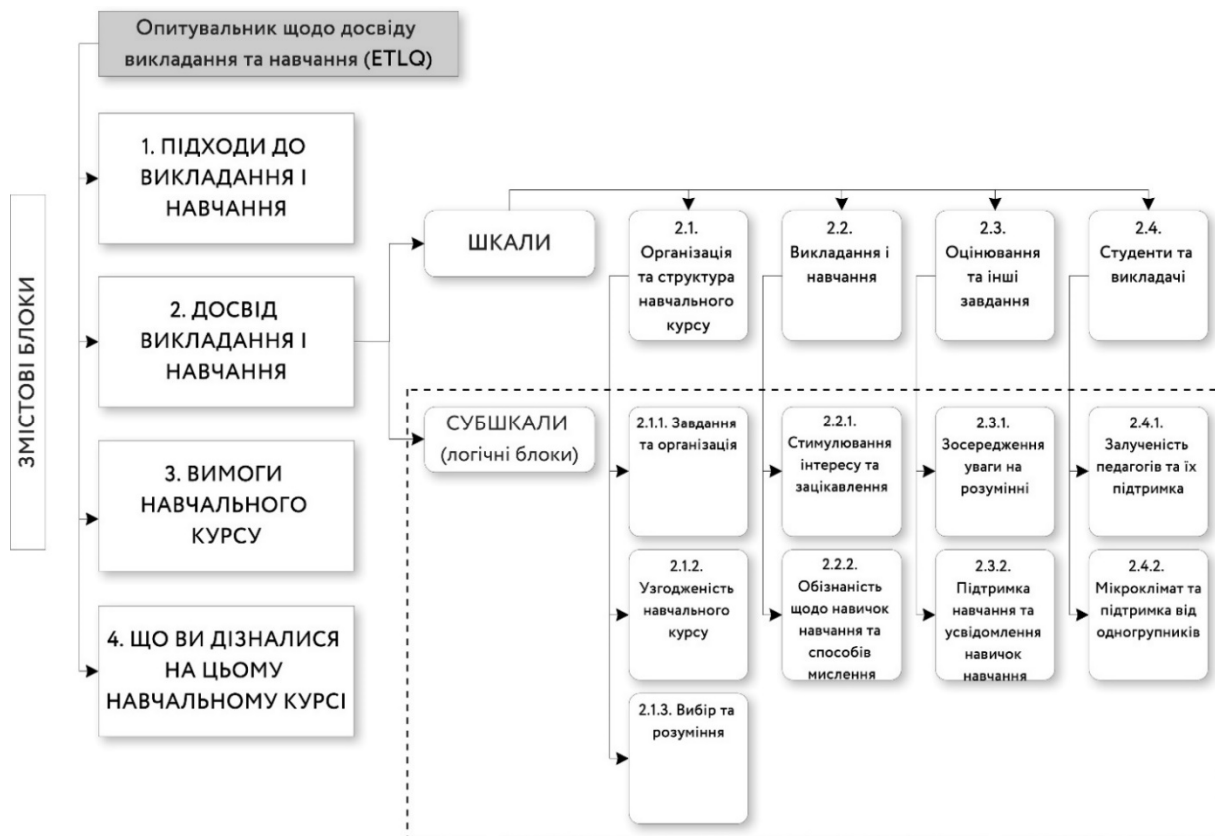 Опитувальник щодо досвіду
викладання та навчання (ETLQ)
ЗМІСТОВІ БЛОКИ
1. ПІДХОДИ ДО
ВИКЛАДАННЯ І
НАВЧАННЯ
2. ДОСВІД
ВИКЛАДАННЯ І
НАВЧАННЯ
3. ВИМОГИ
НАВЧАЛЬНОГО
КУРСУ
4. ЩО ВИ ДІЗНАЛИСЯ
НА ЦЬОМУ
НАВЧАЛЬНОМУ КУРСІ
ШКАЛИ
2.1.
Організація
та структура
навчального
курсу
2.2.
Викладання і
навчання
2.3.
Оцінювання
та інші
завдання
2.4.
Студенти та
викладачі
СУБШКАЛИ
(логічні блоки)
2.1.1. Завдання
та організація
2.2.1.
Стимулювання
інтересу та
зацікавлення
2.3.1.
Зосередження
уваги на
розумінні
2.4.1.
Залученість
педагогів та їх
підтримка
2.1.2.
Узгодженість
навчального
курсу
2.2.2.
Обізнаність
щодо навичок
навчання та
способів
мислення
2.3.2.
Підтримка
навчання та
усвідомлення
навичок
навчання
2.4.2.
Мікроклімат та
підтримка від
одногрупників
2.1.3. Вибір та
розуміння